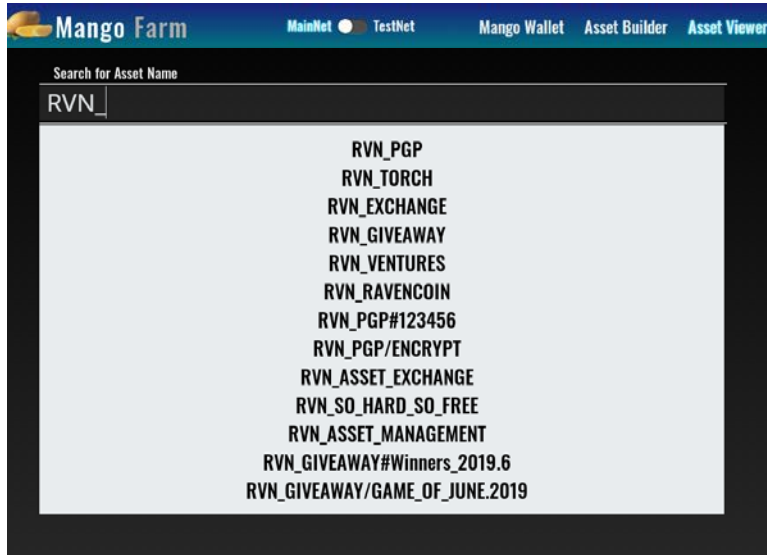 Mango Farm MainNet TestNet Mango Wallet Asset Builder Asset Viewer
Search for Asset Name
RVN_
RVN_PGP
RVN_TORCH
RVN_EXCHANGE
RVN_GIVEAWAY
RVN_VENTURES
RVN_RAVENCOIN
RVN_PGP#123456
RVN_PGP/ENCRYPT
RVN_ASSET_EXCHANGE
RVN_SO_HARD_SO_FREE
RVN_ASSET_MANAGEMENT
RVN_GIVEAWAY#Winners_2019.6
RVN_GIVEAWAY/GAME_OF_JUNE.2019